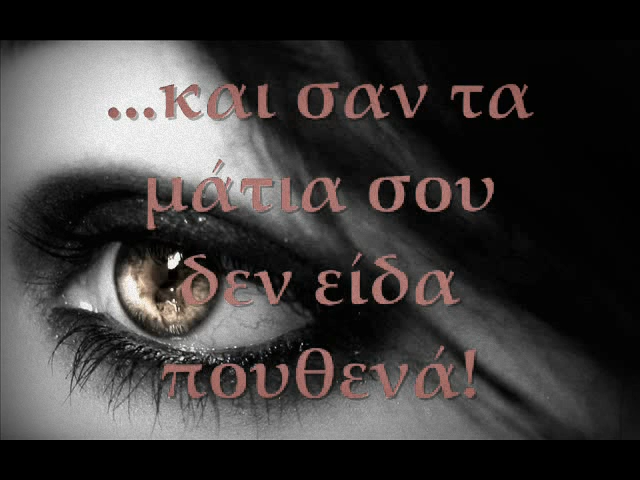 ...και σαν τα
μάτια σου
δεν είδα
πουθενά!